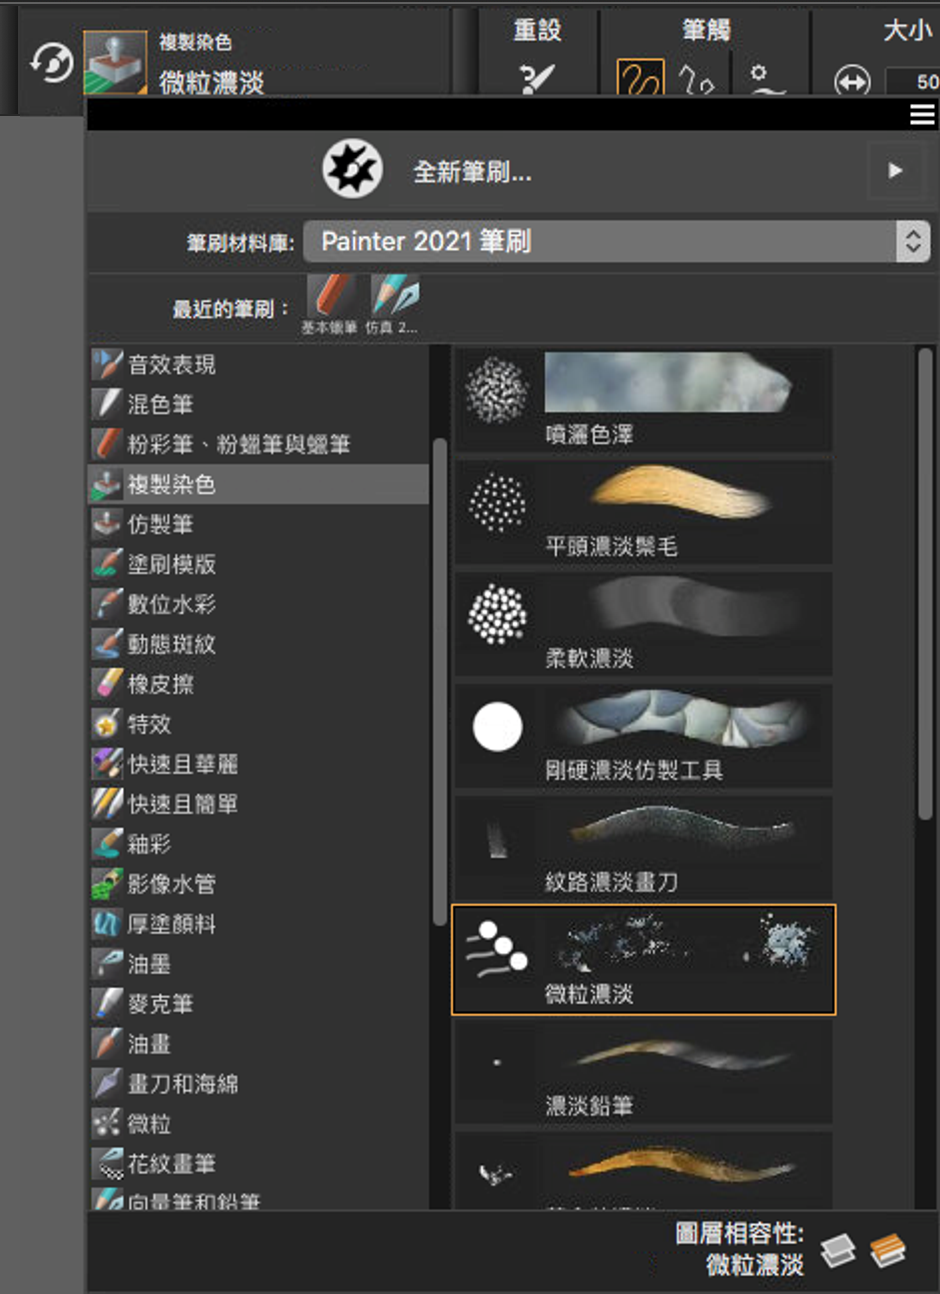 複製染色
微粒濃淡
重設
筆觸
大小
50
全新筆刷...
筆刷材料庫:
Painter 2021 筆刷
最近的筆刷：
基本蠟筆
仿真 2...
音效表現
混色筆
粉彩筆、粉蠟筆與蠟筆
複製染色
仿製筆
塗刷模版
數位水彩
動態斑紋
橡皮擦
特效
快速且華麗
快速且簡單
釉彩
影像水管
厚塗顏料
油墨
麥克筆
油畫
畫刀和海綿
微粒
花紋畫筆
向量筆和鉛筆
噴灑色澤
平頭濃淡鬃毛
柔軟濃淡
剛硬濃淡仿製工具
紋路濃淡畫刀
微粒濃淡
濃淡鉛筆
圖層相容性:
微粒濃淡